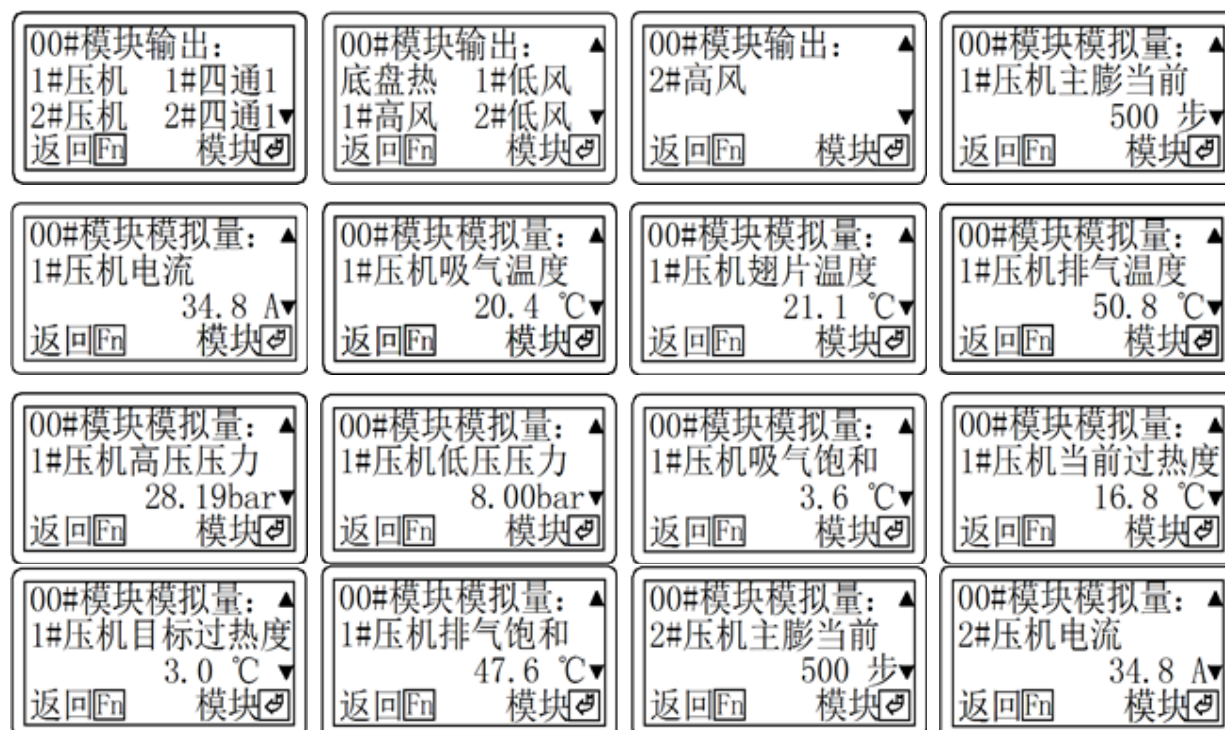 00#模块输出:
1#压机 1#四通1
2#压机 2#四通1▼
返回Fn 模块
00#模块输出: ▲
底盘热 1#低风
1#高风 2#低风 ▼
返回Fn 模块
00#模块输出: ▲
2#高风
▼
返回Fn 模块
00#模块模拟量: ▲
1#压机主膨当前
500 步▼
返回Fn 模块
00#模块模拟量: ▲
1#压机电流
34.8 A▼
返回Fn 模块
00#模块模拟量: ▲
1#压机吸气温度
20.4 ℃▼
返回Fn 模块
00#模块模拟量: ▲
1#压机翅片温度
21.1 ℃▼
返回Fn 模块
00#模块模拟量: ▲
1#压机排气温度
50.8 ℃▼
返回Fn 模块
00#模块模拟量: ▲
1#压机高压压力
28.19bar▼
返回Fn 模块
00#模块模拟量: ▲
1#压机低压压力
8.00bar▼
返回Fn 模块
00#模块模拟量: ▲
1#压机吸气饱和
3.6 ℃▼
返回Fn 模块
00#模块模拟量: ▲
1#压机当前过热度
16.8 ℃▼
返回Fn 模块
00#模块模拟量: ▲
1#压机目标过热度
3.0 ℃ ▼
返回Fn 模块
00#模块模拟量: ▲
1#压机排气饱和
47.6 ℃▼
返回Fn 模块
00#模块模拟量: ▲
2#压机主膨当前
500 步▼
返回Fn 模块
00#模块模拟量: ▲
2#压机电流
34.8 A▼
返回Fn 模块